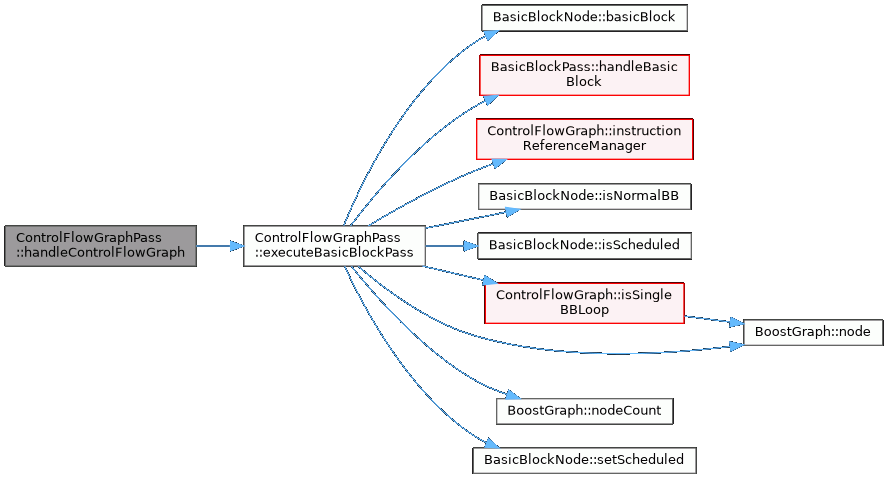 ControlFlowGraphPass
::handleControlFlowGraph
ControlFlowGraphPass
::executeBasicBlockPass
BasicBlockNode::basicBlock
BasicBlockPass::handleBasic
Block
ControlFlowGraph::instruction
ReferenceManager
BasicBlockNode::isNormalBB
BasicBlockNode::isScheduled
ControlFlowGraph::isSingle
BBLoop
BoostGraph::node
BoostGraph::nodeCount
BasicBlockNode::setScheduled